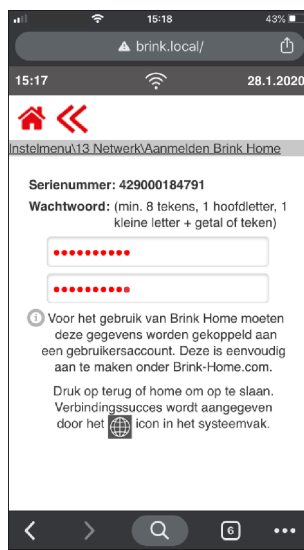 15:18
43%
brink.local/
15:17
28.1.2020
Instelmenu\13 Netwerk\Aanmelden Brink Home
Serienummer: 429000184791
Wachtwoord: (min. 8 tekens, 1 hoofdletter, 1
kleine letter + getal of teken)
Voor het gebruik van Brink Home moeten
deze gegevens worden gekoppeld aan
een gebruikersaccount. Deze is eenvoudig
aan te maken onder Brink-Home.com.
Druk op terug of home om op te slaan.
Verbindingssucces wordt aangegeven
door het icon in het systeemvak.
6